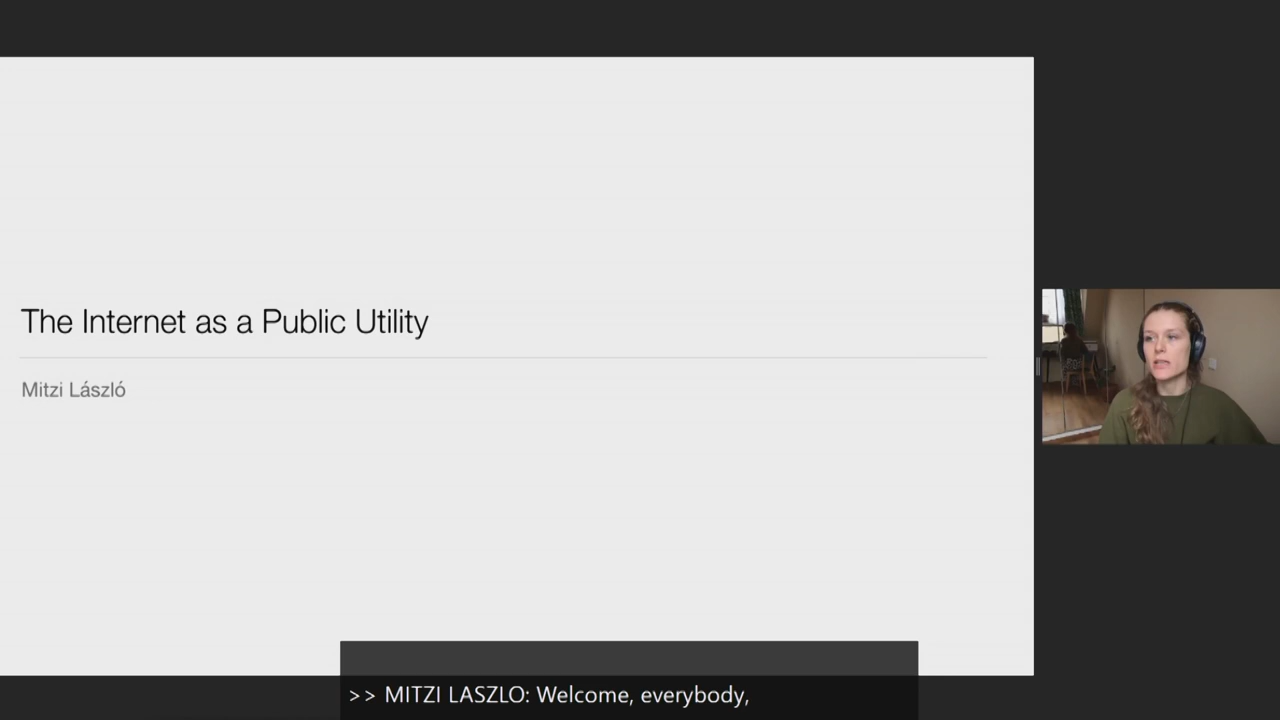 The Internet as a Public Utility
Mitzi László
>> MITZI LASZLO: Welcome, everybody,